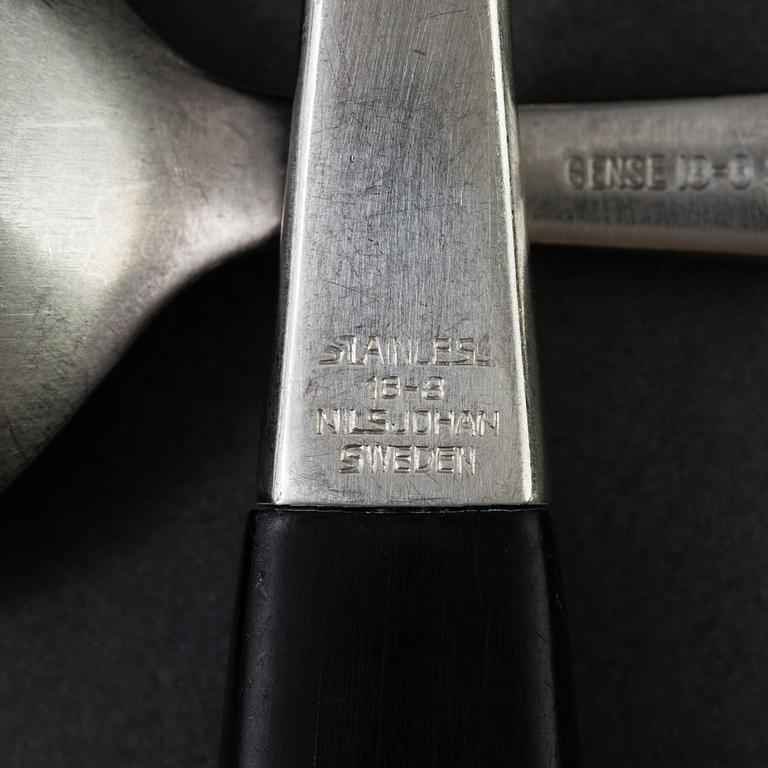 GENSE 18-8
STAINLESS
18-8
NILSJOHAN
SWEDEN